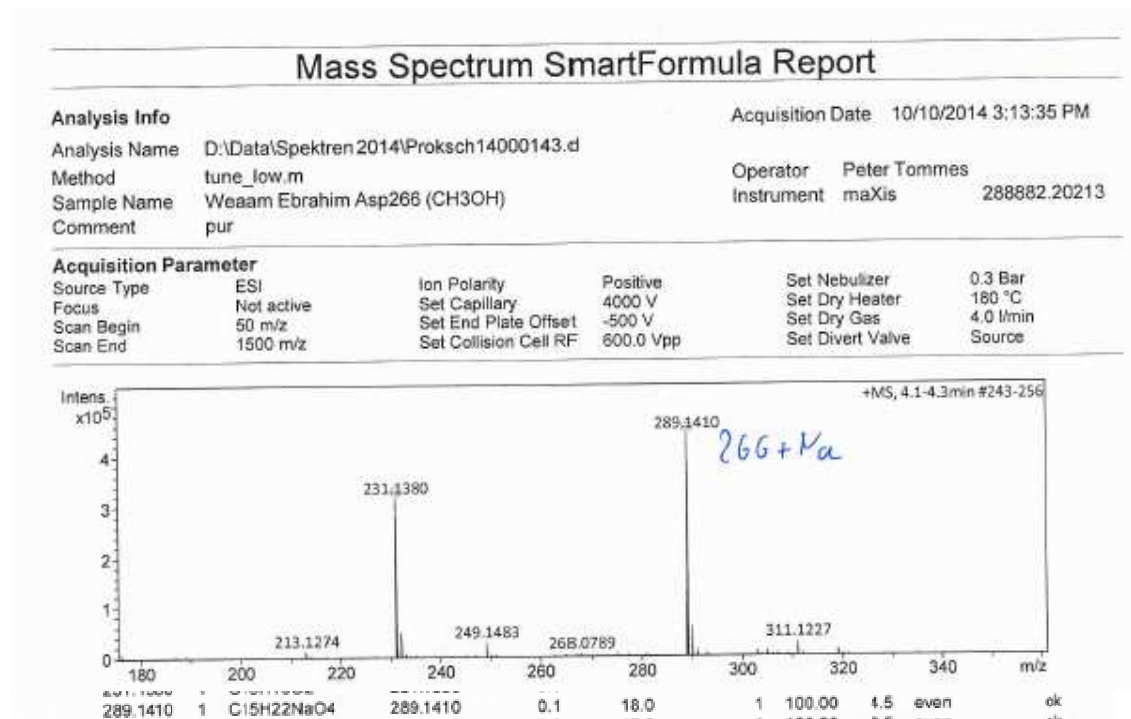 Mass Spectrum SmartFormula Report
Analysis Info
Acquisition Date 10/10/2014 3:13:35 PM
Analysis Name D:\Data\Spektren 2014\Proksch14000143.d
Method tune_low.m
Operator Peter Tommes
Sample Name Weaam Ebrahim Asp266 (CH3OH)
Instrument maXis 288882.20213
Comment pur
Acquisition Parameter
Source Type ESI Ion Polarity Positive Set Nebulizer 0.3 Bar
Focus Not active Set Capillary 4000 V Set Dry Heater 180 °C
Scan Begin 50 m/z Set End Plate Offset -500 V Set Dry Gas 4.0 l/min
Scan End 1500 m/z Set Collision Cell RF 600.0 Vpp Set Divert Valve Source
Intens.
x105
+MS, 4.1-4.3min #243-256
289.1410
266+Na
4
231.1380
3
2
1
213.1274
249.1483
268.0789
311.1227
0
180 200 220 240 260 280 300 320 340 m/z
289.1410 1 C15H22NaO4 289.1410 0.1 18.0 1 100.00 4.5 even ok